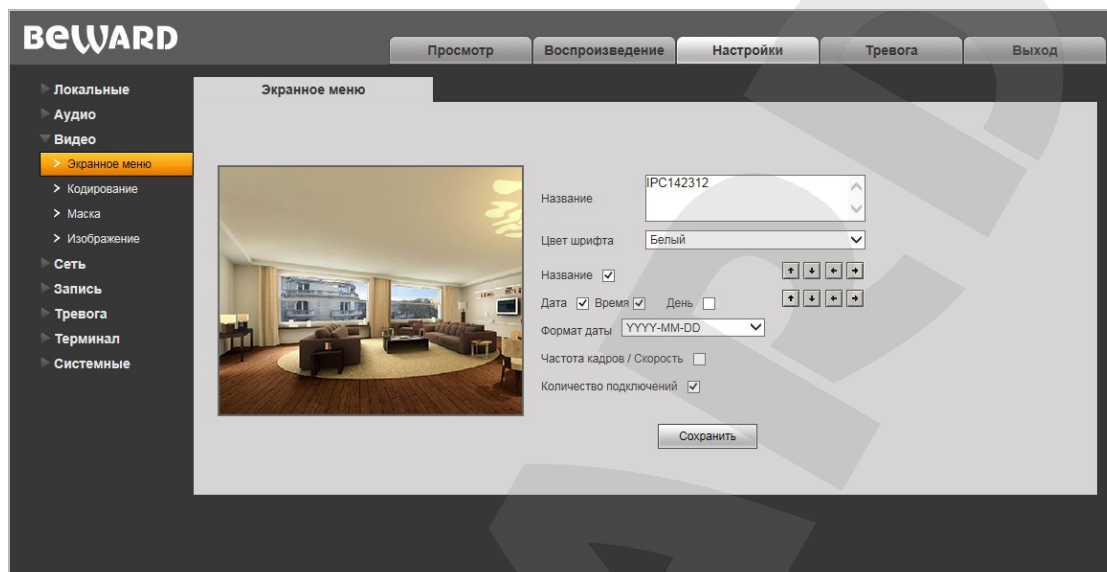 BEWARD
Просмотр Воспроизведение Настройки Тревога Выход
Локальные
Аудио
Видео
Экранное меню
Кодирование
Маска
Изображение
Сеть
Запись
Тревога
Терминал
Системные
Экранное меню
Название IPC142312
Цвет шрифта Белый
Название
Дата Время День
Формат даты YYYY-MM-DD
Частота кадров / Скорость
Количество подключений
Сохранить